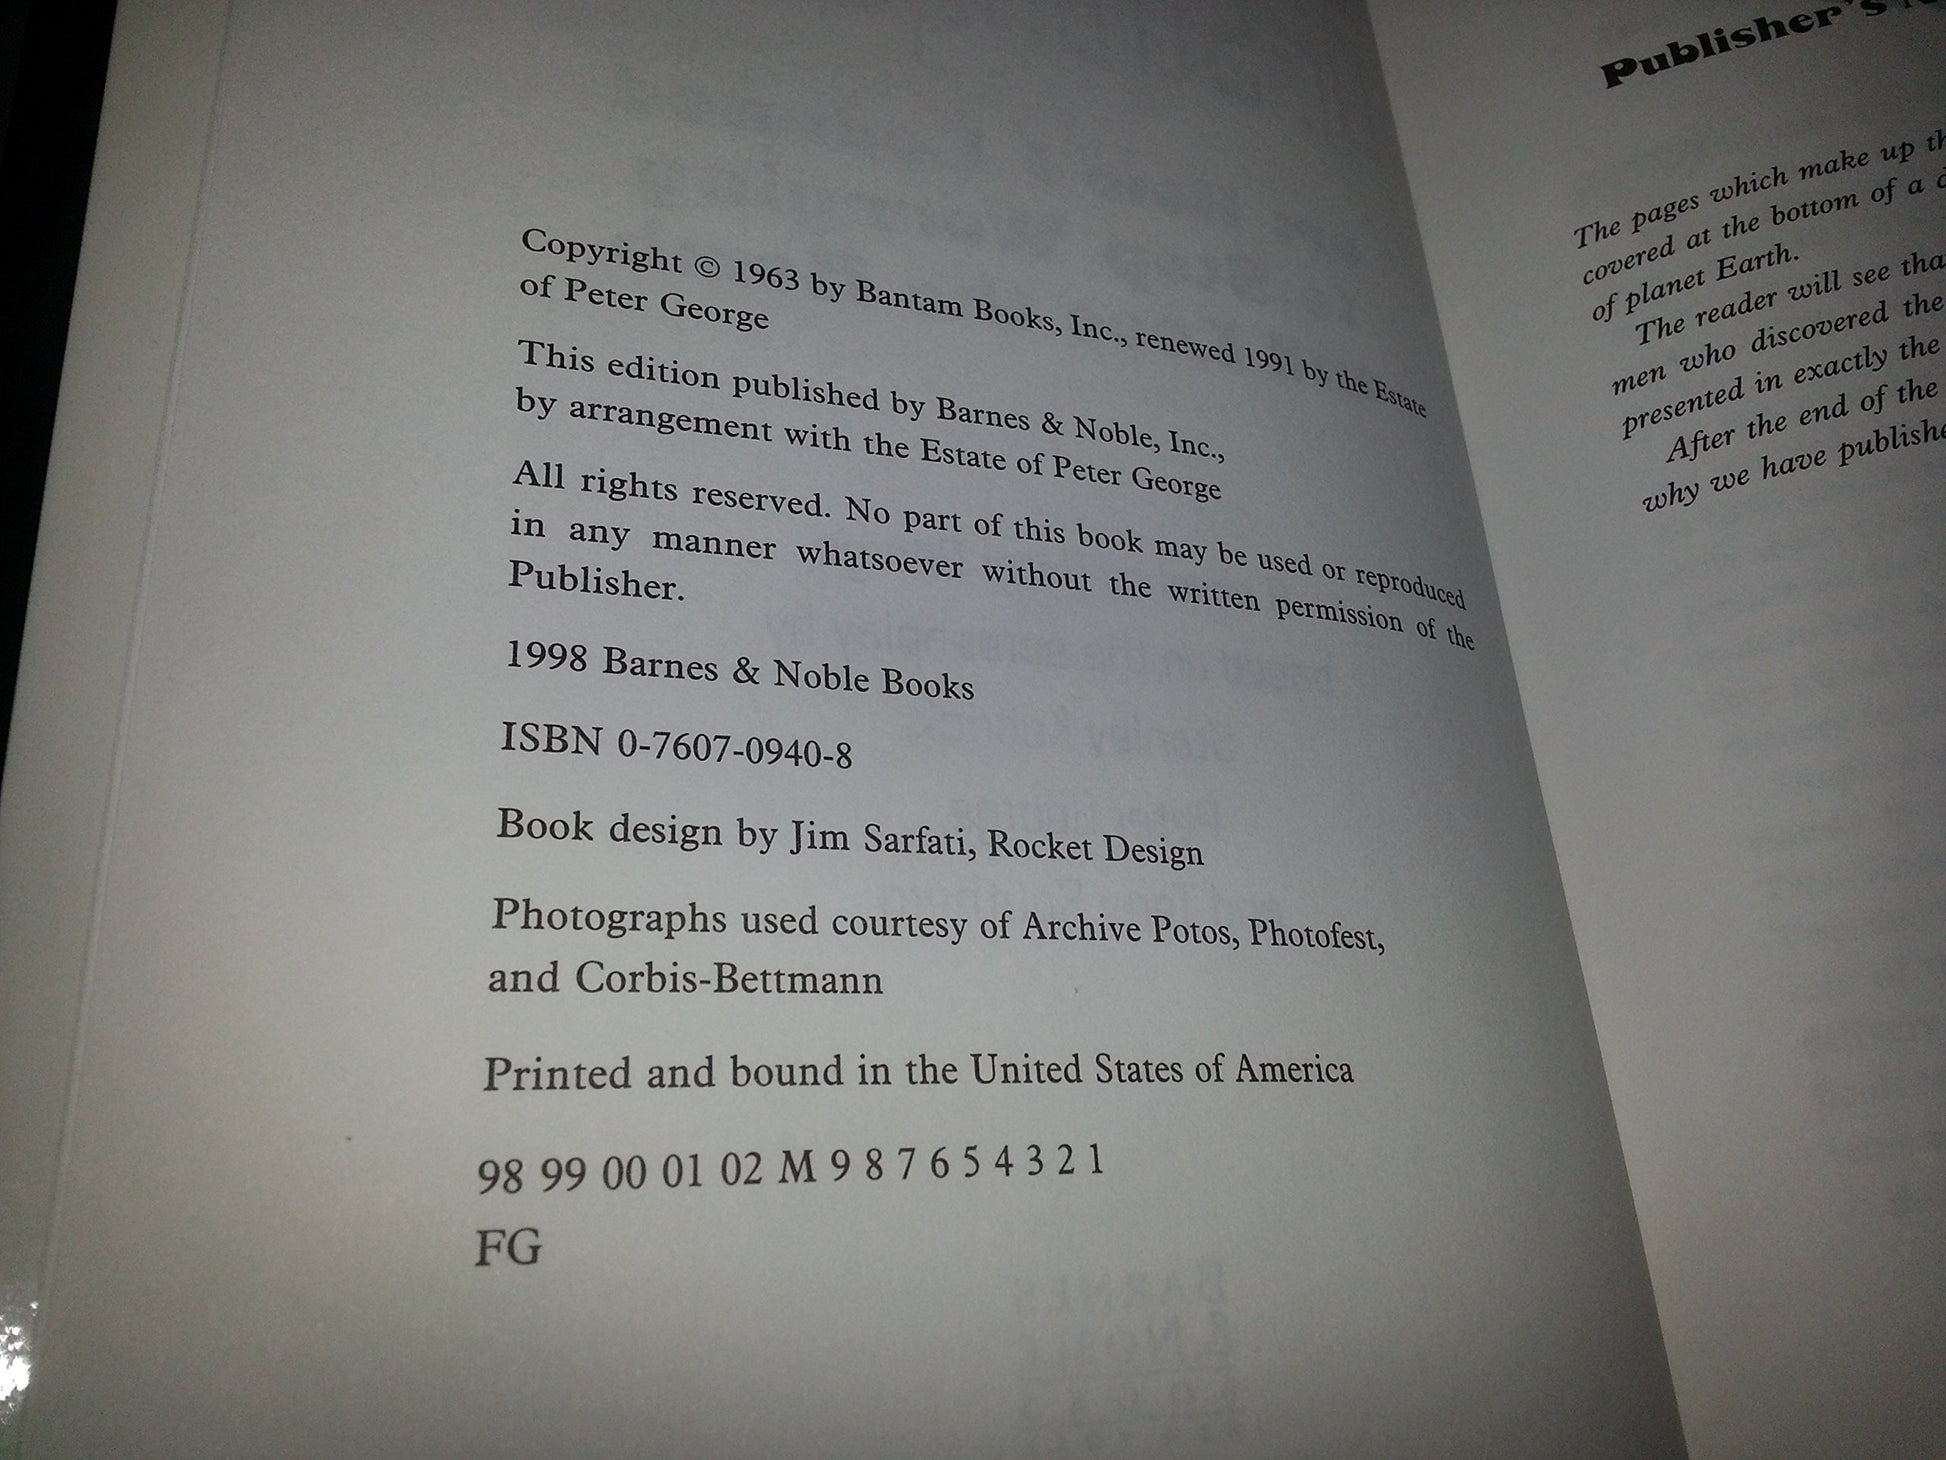 Copyright © 1963 by Bantam Books, Inc., renewed 1991 by the Estate
of Peter George
This edition published by Barnes & Noble, Inc.,
by arrangement with the Estate of Peter George
All rights reserved. No part of this book may be used or reproduced
in any manner whatsoever without the written permission of the
Publisher.
1998 Barnes & Noble Books
ISBN 0-7607-0940-8
Book design by Jim Sarfati, Rocket Design
Photographs used courtesy of Archive Potos, Photofest,
and Corbis-Bettmann
Printed and bound in the United States of America
98 99 00 01 02 M 9 8 7 6 5 4 3 2 1
FG
Publisher's
The pages which make up
covered at the bottom of a
of planet Earth.
The reader will see
men who discovered the
presented in exactly the
After the end of the
why we have